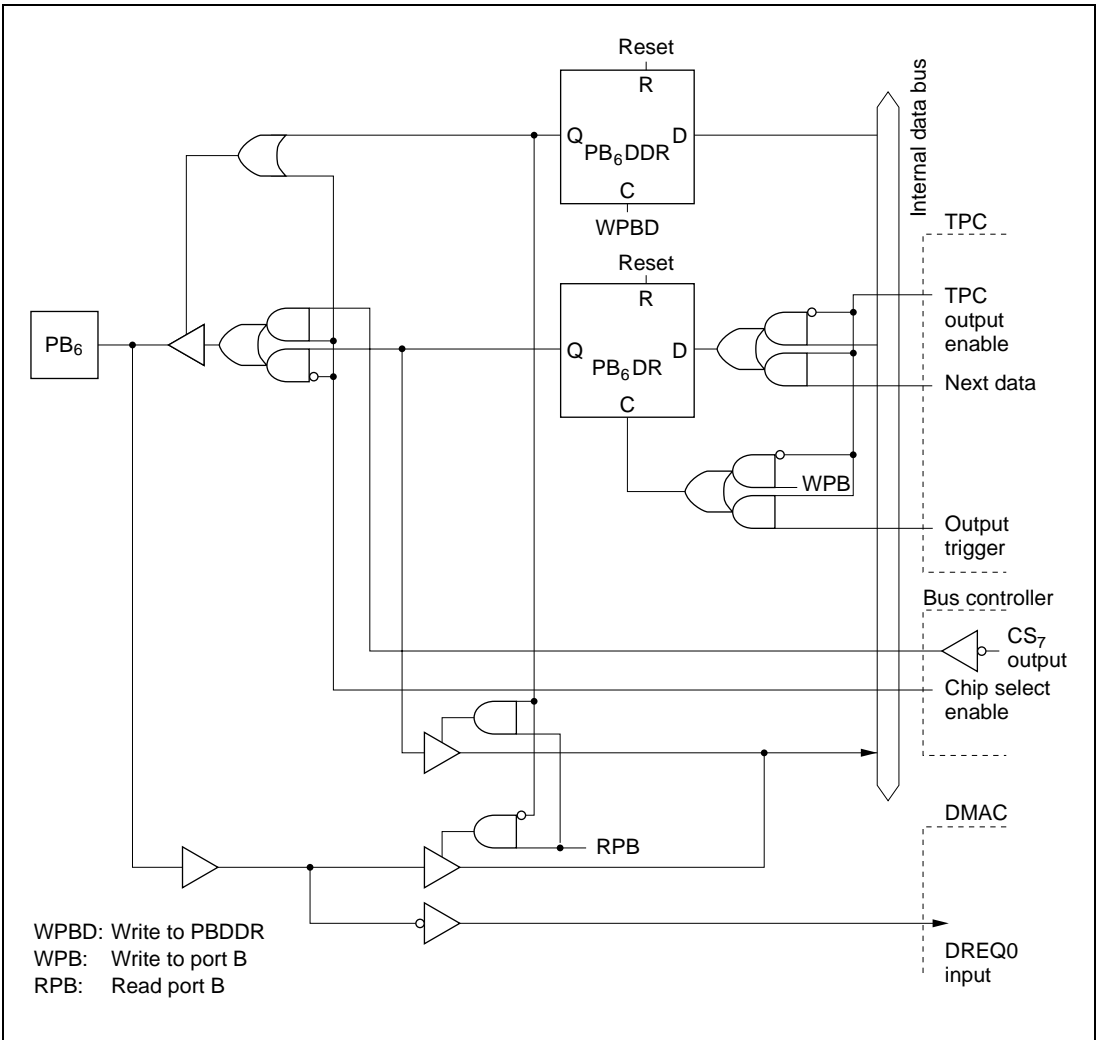 Reset
R
Q
D
PB6DDR
C
WPBD
Internal data bus
TPC
Reset
R
Q
D
PB6DR
C
TPC
output
enable
Next data
PB6
WPB
Output
trigger
Bus controller
CS7
output
Chip select
enable
RPB
DMAC
DREQ0
input
WPBD: Write to PBDDR
WPB: Write to port B
RPB: Read port B